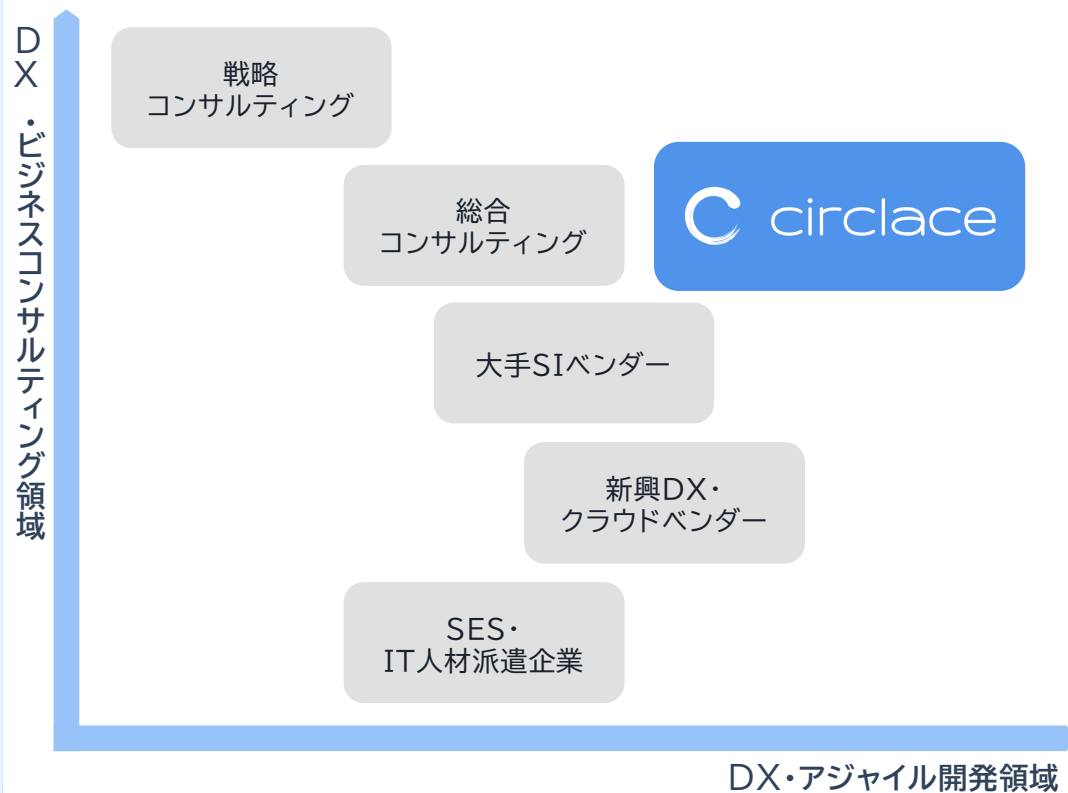 DX・ビジネスコンサルティング領域
戦略
コンサルティング
総合
コンサルティング
circlace
大手SIベンダー
新興DX・
クラウドベンダー
SES・
IT人材派遣企業
DX・アジャイル開発領域